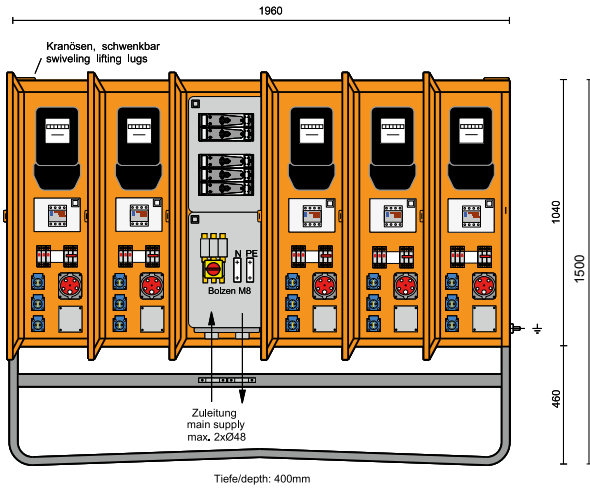 1960
Kranösen, schwenkbar
swiveling lifting lugs
1040
1500
N PE
Bolzen M8
460
Zuleitung
main supply
max. 2xØ48
Tiefe/depth: 400mm